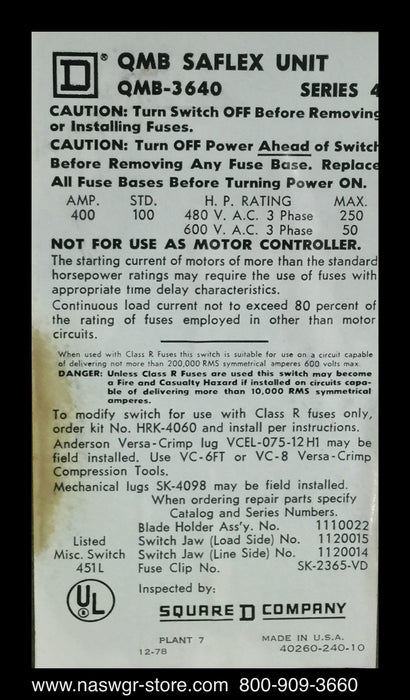 D ® QMB SAFLEX UNIT
QMB-3640 SERIES 4
CAUTION: Turn Switch OFF Before Removing
or Installing Fuses.
CAUTION: Turn OFF Power Ahead of Switch
Before Removing Any Fuse Base. Replace
All Fuse Bases Before Turning Power ON.
AMP. STD. H. P. RATING MAX.
400 100 480 V. A.C. 3 Phase 250
600 V. A.C. 3 Phase 50
NOT FOR USE AS MOTOR CONTROLLER.
The starting current of motors of more than the standard
horsepower ratings may require the use of fuses with
appropriate time delay characteristics.
Continuous load current not to exceed 80 percent of
the rating of fuses employed in other than motor
circuits.
When used with Class R Fuses this switch is suitable for use on a circuit capable
of delivering not more than 200,000 RMS symmetrical amperes 600 volts max.
DANGER: Unless Class R Fuses are used this switch may become
a Fire and Casualty Hazard if installed on circuits capa-
ble of delivering more than 10,000 RMS symmetrical
amperes.
To modify switch for use with Class R fuses only,
order kit No. HRK-4060 and install per instructions.
Anderson Versa-Crimp lug VCEL-075-12H1 may be
field installed. Use VC-6FT or VC-8 Versa-Crimp
Compression Tools.
Mechanical lugs SK-4098 may be field installed.
When ordering repair parts specify
Catalog and Series Numbers.
Blade Holder Ass'y. No. 1110022
Listed Switch Jaw (Load Side) No. 1120015
Misc. Switch Switch Jaw (Line Side) No. 1120014
451L Fuse Clip No. SK-2365-VD
UL Inspected by:
SQUARE D COMPANY
PLANT 7 MADE IN U.S.A.
12-78 40260-240-10
www.naswgr-store.com 800-909-3660